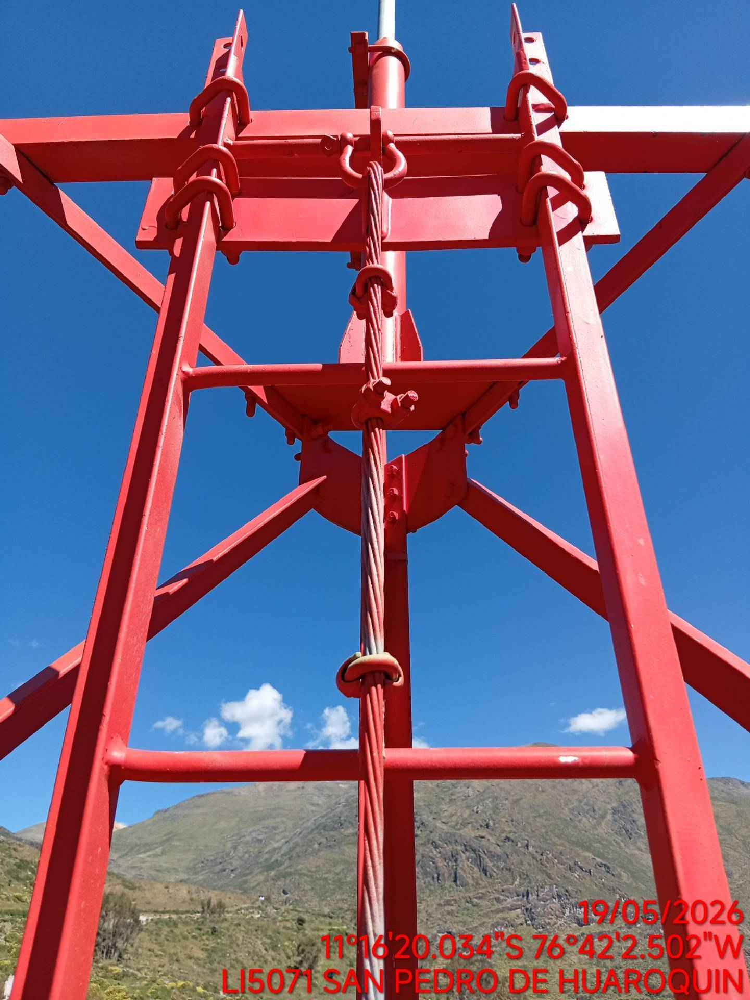 19/05/2026
11°16'20.034"S 76°42'2.502"W
LI5071 SAN PEDRO DE HUAROQUIN